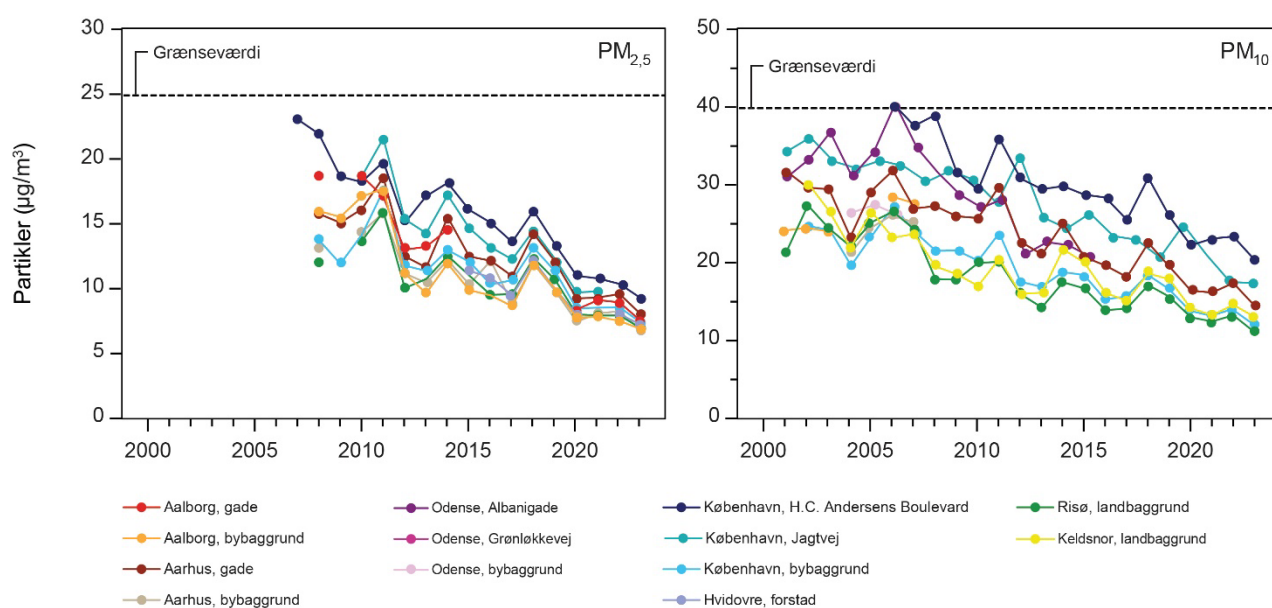 Partikler (µg/m³)
30
25
20
15
10
5
0
Grænseværdi
PM2,5
2000
2005
2010
2015
2020
50
40
30
20
10
0
Grænseværdi
PM10
2000
2005
2010
2015
2020
Aalborg, gade
Aalborg, bybaggrund
Aarhus, gade
Aarhus, bybaggrund
Odense, Albanigade
Odense, Grønløkkevej
Odense, bybaggrund
København, H.C. Andersens Boulevard
København, Jagtvej
København, bybaggrund
Hvidovre, forstad
Risø, landbaggrund
Keldsnor, landbaggrund